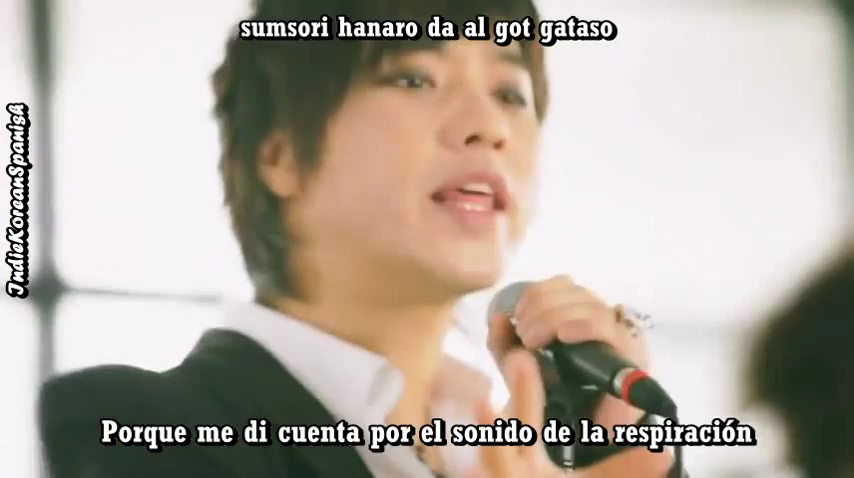 sumsori hanaro da al got gataso
IndieKoreanSpanish
Porque me di cuenta por el sonido de la respiración